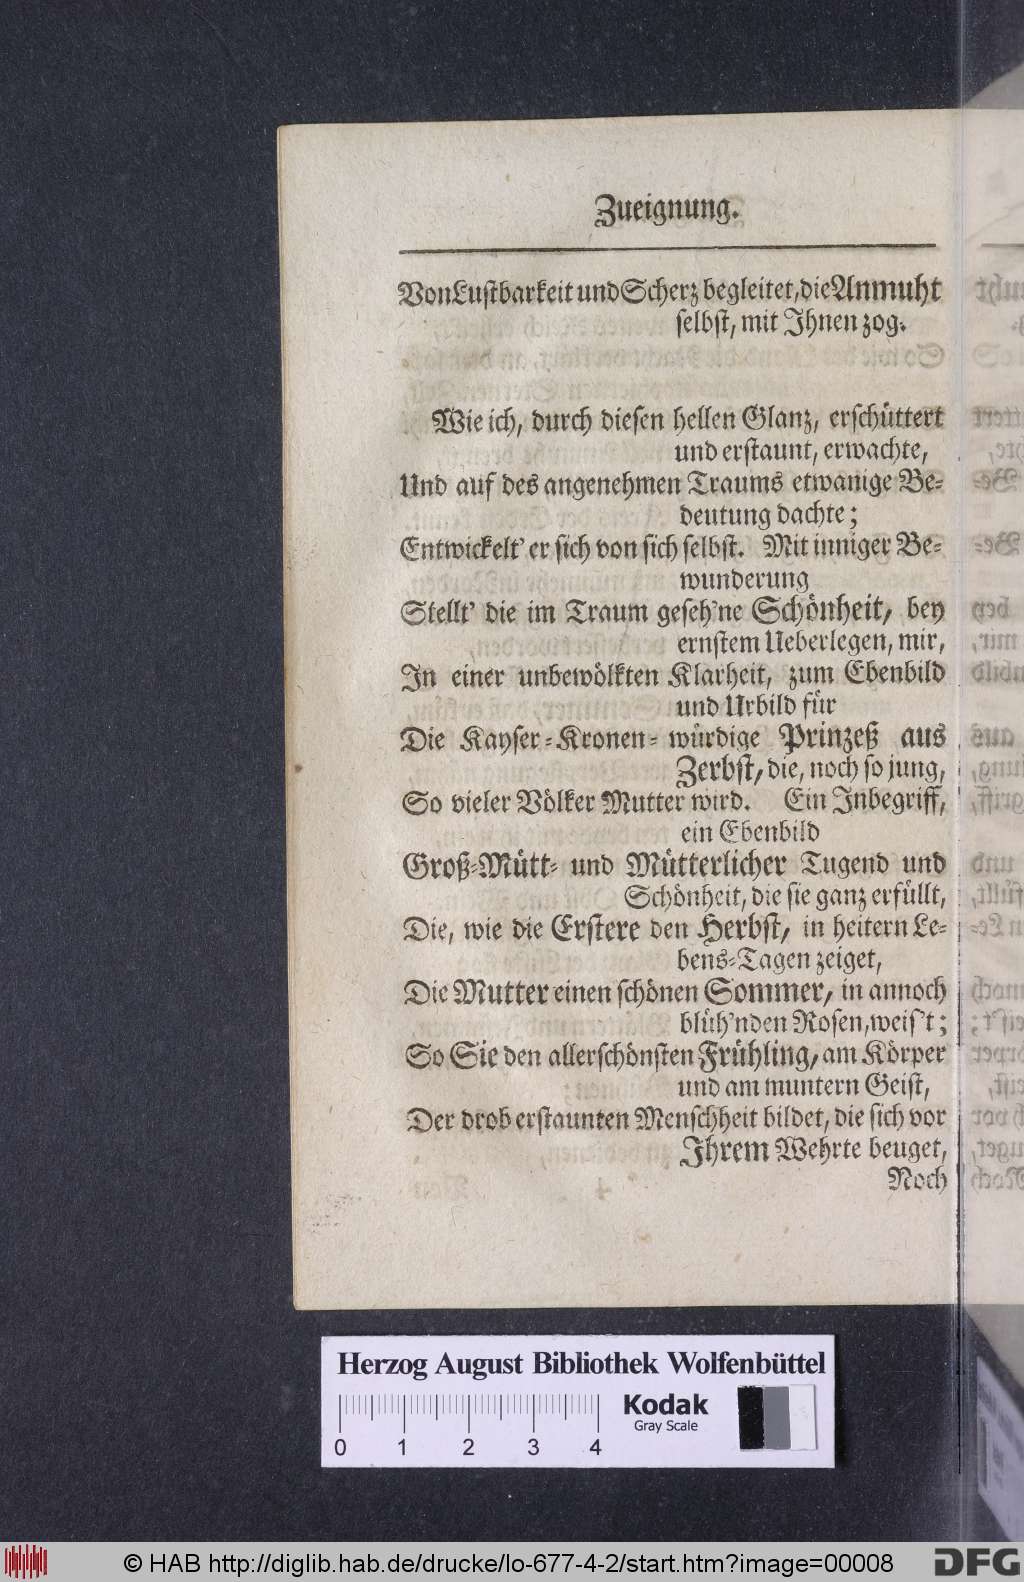 Zueignung.
Von Lustbarkeit und Scherz begleitet, die Anmuht
selbst, mit Ihnen zog.
Wie ich, durch diesen hellen Glanz, erschüttert
und erstaunt, erwachte,
Und auf des angenehmen Traums etwanige Be-
deutung dachte;
Entwickelt' er sich von sich selbst. Mit inniger Be-
wunderung
Stellt' die im Traum geseh'ne Schönheit, bey
ernstem Ueberlegen, mir,
In einer unbewölkten Klarheit, zum Ebenbild
und Urbild für
Die Kayser-Kronen-würdige Prinzeß aus
Zerbst, die, noch so jung,
So vieler Völker Mutter wird. Ein Inbegriff,
ein Ebenbild
Groß-Mütt- und Mütterlicher Tugend und
Schönheit, die sie ganz erfüllt,
Die, wie die Erstere den Herbst, in heitern Le-
bens-Tagen zeiget,
Die Mutter einen schönen Sommer, in annoch
blüh'nden Rosen, weis't;
So Sie den allerschönsten Frühling, am Körper
und am muntern Geist,
Der drob erstaunten Menschheit bildet, die sich vor
Ihrem Wehrte beuget,
Noch
Herzog August Bibliothek Wolfenbüttel
Kodak
Gray Scale
0 1 2 3 4
© HAB http://diglib.hab.de/drucke/lo-677-4-2/start.htm?image=00008
DFG